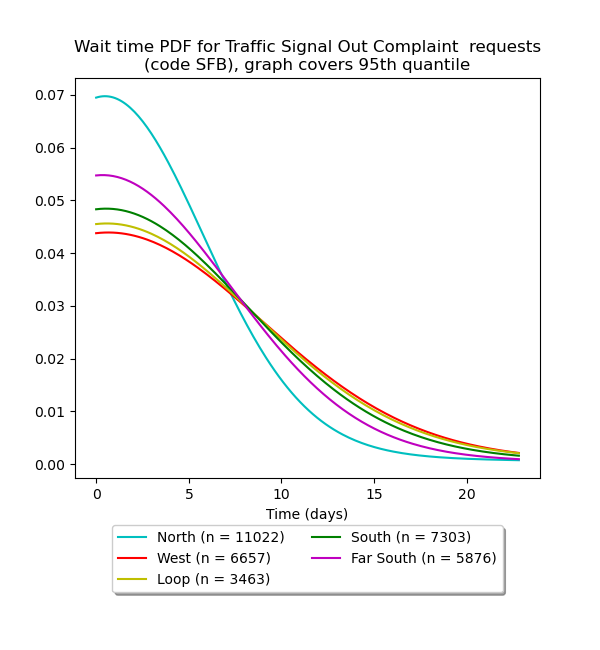 Wait time PDF for Traffic Signal Out Complaint  requests
(code SFB), graph covers 95th quantile
0.07
0.06
0.05
0.04
0.03
0.02
0.01
0.00
0 5 10 15 20
Time (days)
North (n = 11022) South (n = 7303)
West (n = 6657) Far South (n = 5876)
Loop (n = 3463)